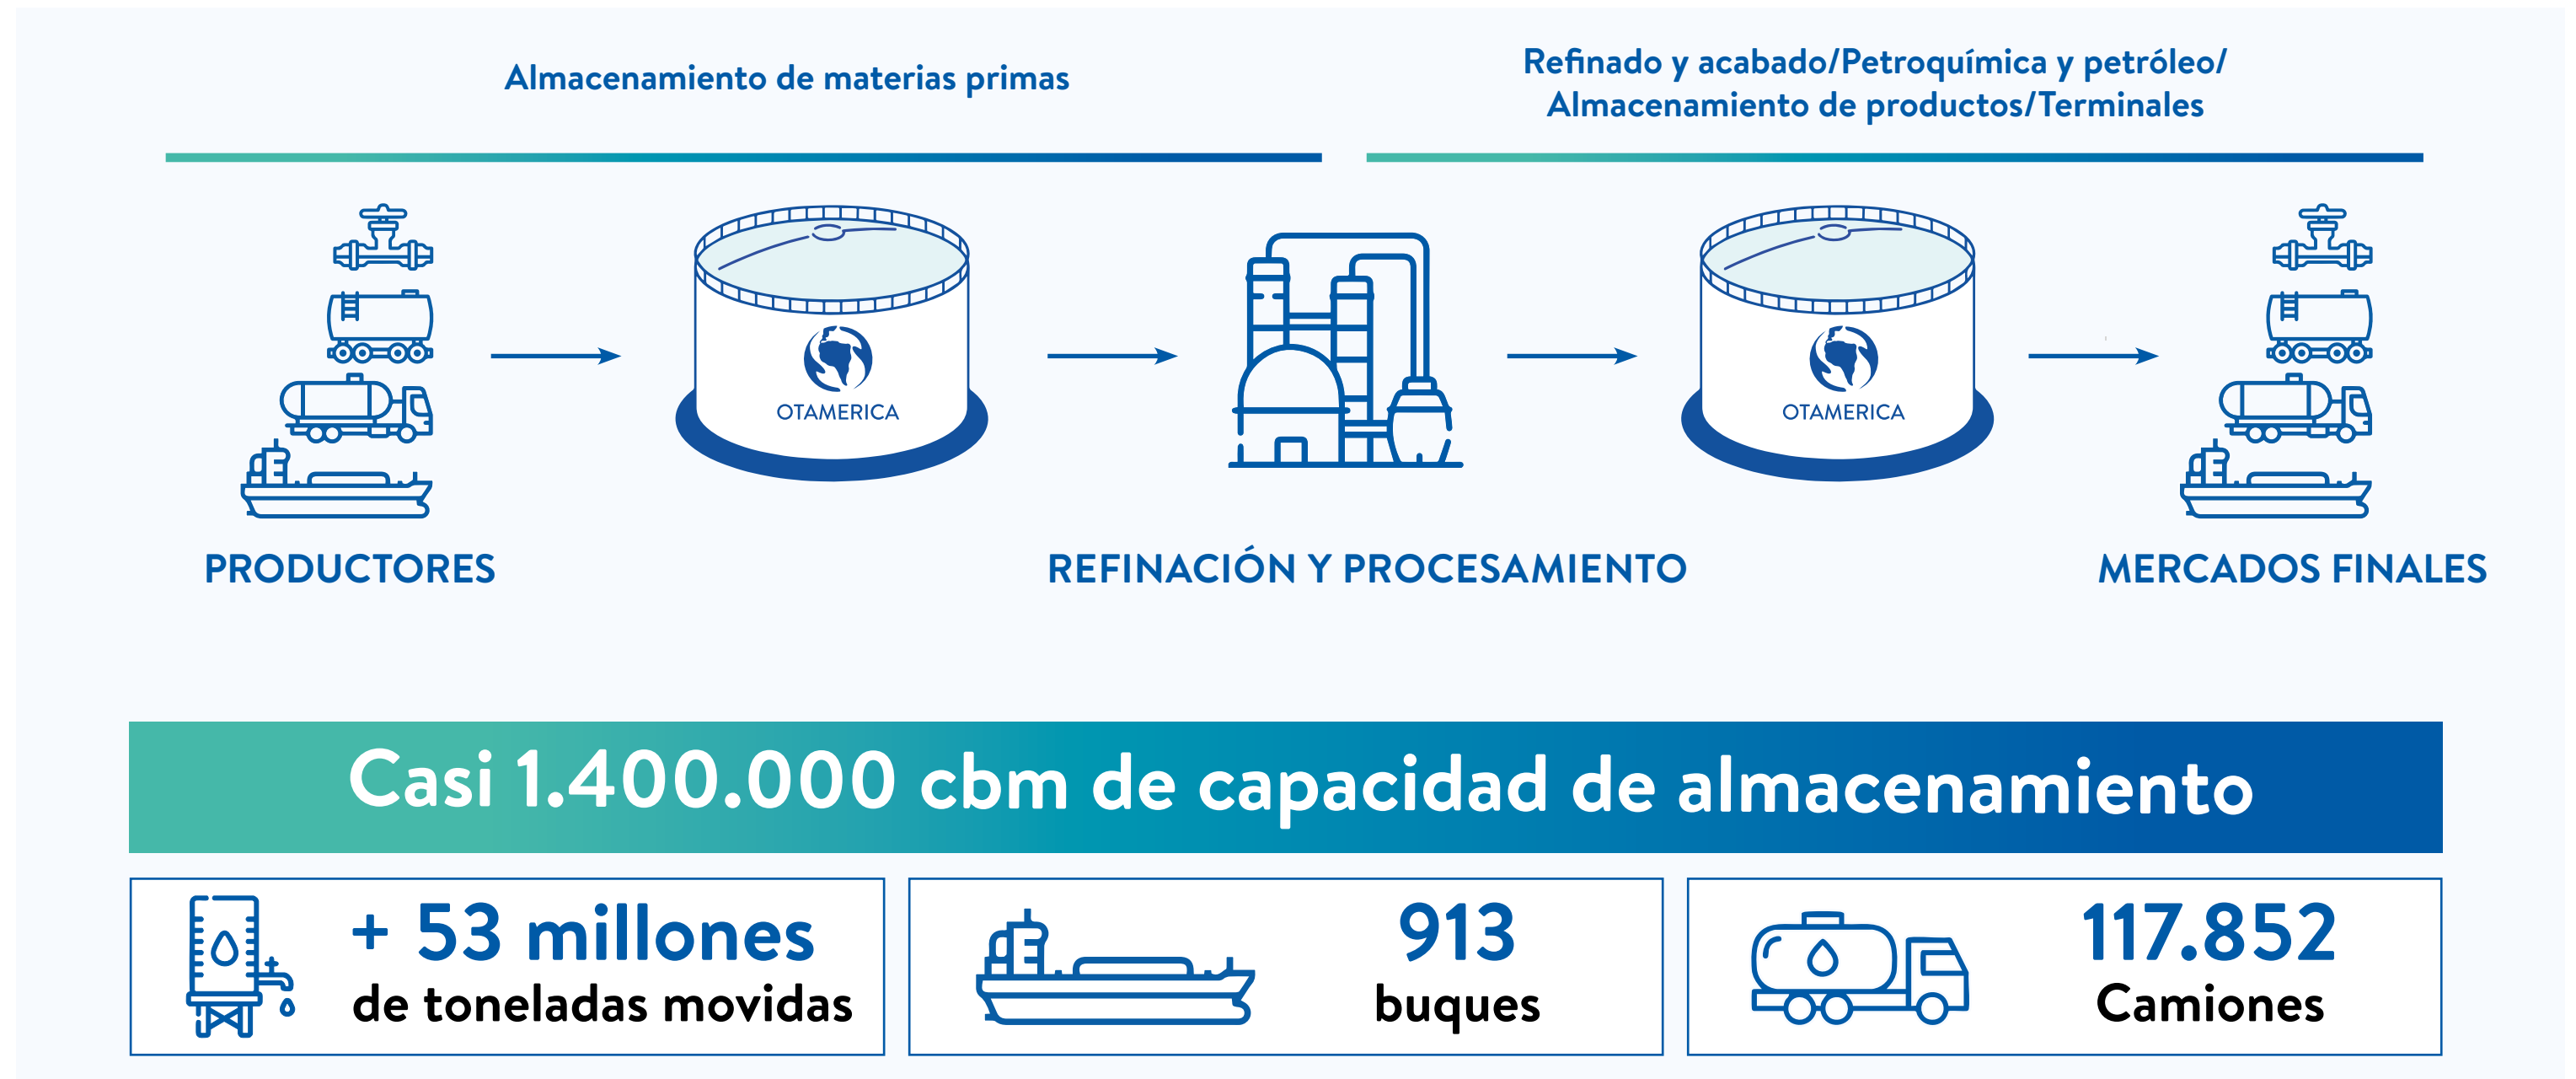 Almacenamiento de materias primas
Refinado y acabado/Petroquímica y petróleo/
Almacenamiento de productos/Terminales
OTAMERICA
OTAMERICA
PRODUCTORES
REFINACIÓN Y PROCESAMIENTO
MERCADOS FINALES
Casi 1.400.000 cbm de capacidad de almacenamiento
+ 53 millones
de toneladas movidas
913
buques
117.852
Camiones